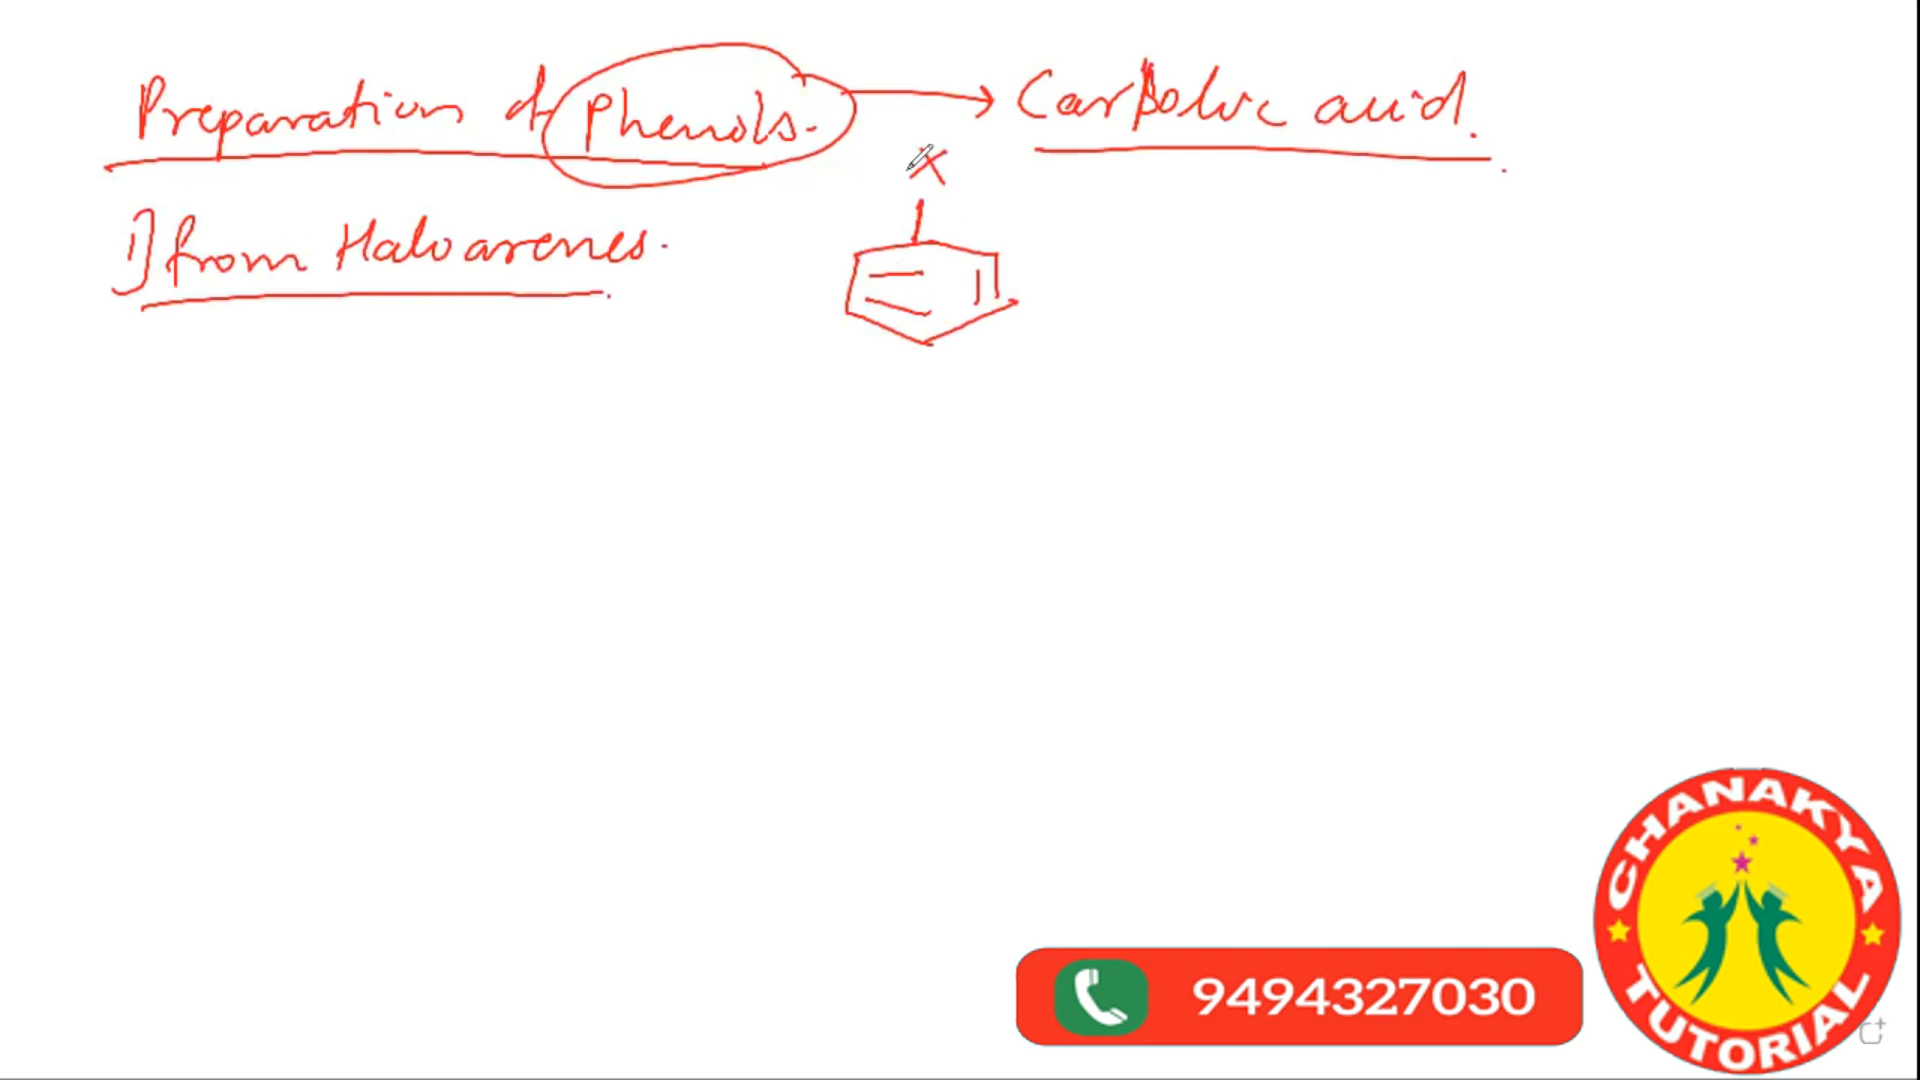 Preparation of Phenols. → Carbolic acid.
1) from Haloarenes.
X
9494327030
CHANAKYA
TUTORIAL